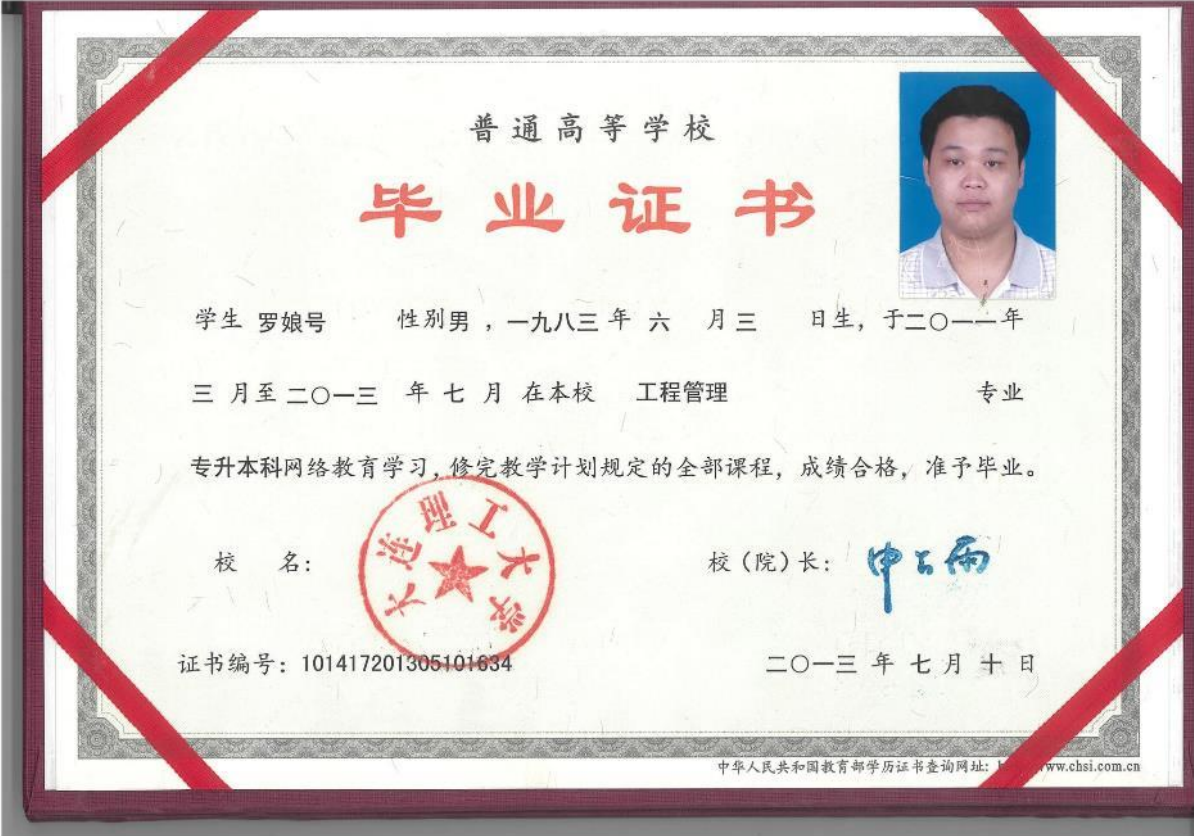 普通高等学校
毕业证书
学生 罗娘号 性别男，一九八三年 六 月三 日生，于二〇一一年
三 月至 二〇一三 年 七 月 在本校 工程管理 专业
专升本科网络教育学习，修完教学计划规定的全部课程，成绩合格，准予毕业。
大连理工大学
校 名： 校（院）长：
证书编号：101417201305101634 二〇一三 年 七 月 十 日
中华人民共和国教育部学历证书查询网址： www.chsi.com.cn